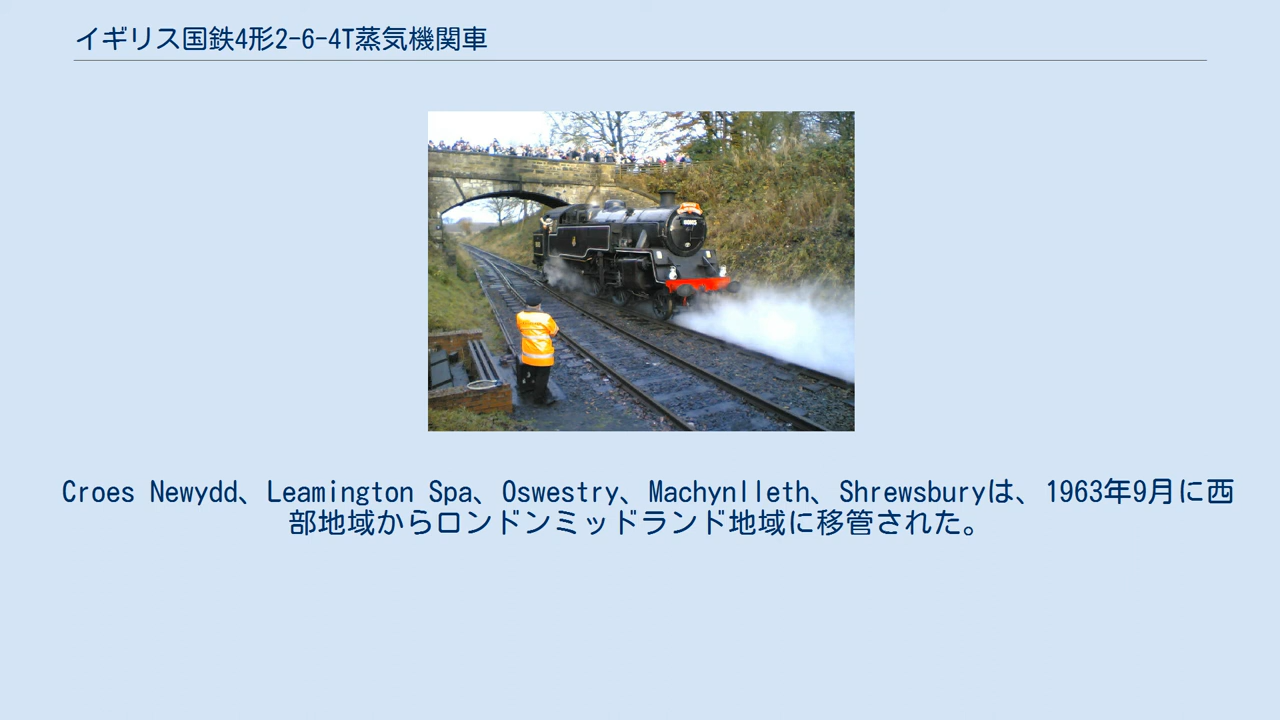 イギリス国鉄4形2-6-4T蒸気機関車
Croes Newydd、Leamington Spa、Oswestry、Machynlleth、Shrewsburyは、1963年9月に西
部地域からロンドンミッドランド地域に移管された。